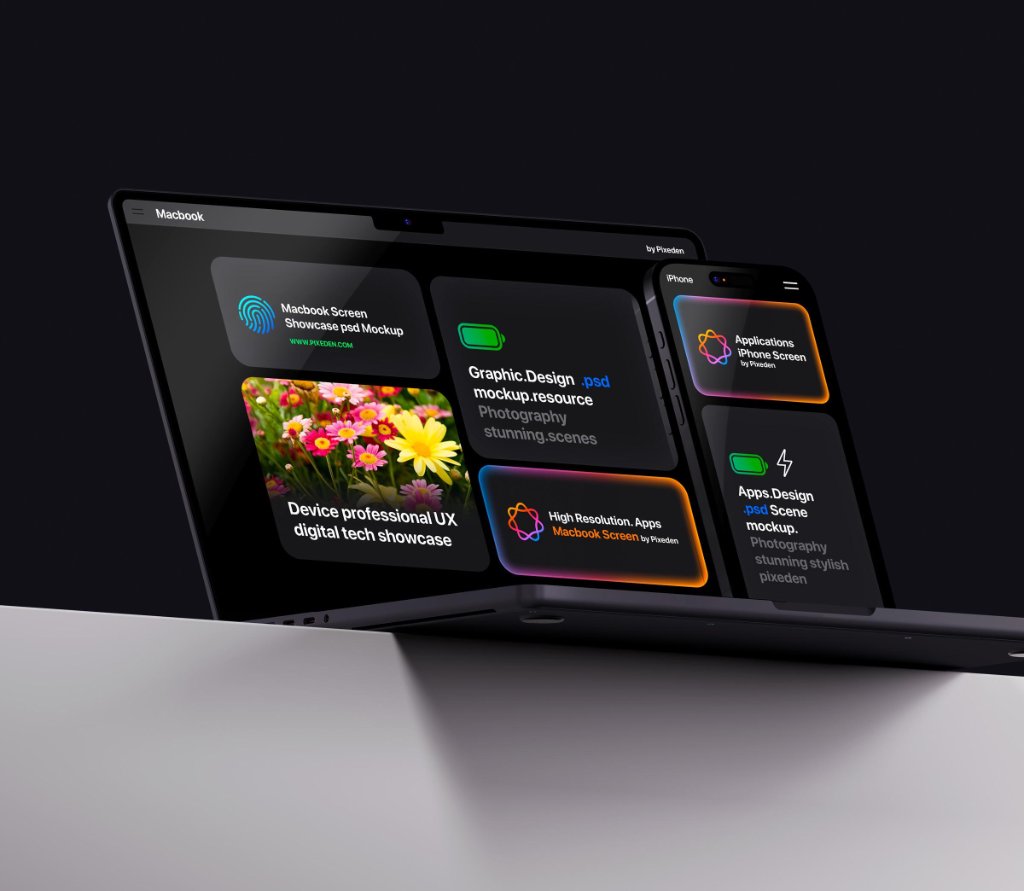 Macbook
by Pixeden
Macbook Screen
Showcase psd Mockup
WWW.PIXEDEN.COM
Graphic.Design .psd
mockup.resource
Photography
stunning.scenes
Device professional UX
digital tech showcase
High Resolution. Apps
Macbook Screen by Pixeden
iPhone
Applications
iPhone Screen
by Pixeden
Apps.Design
.psd Scene
mockup.
Photography
stunning stylish
pixeden